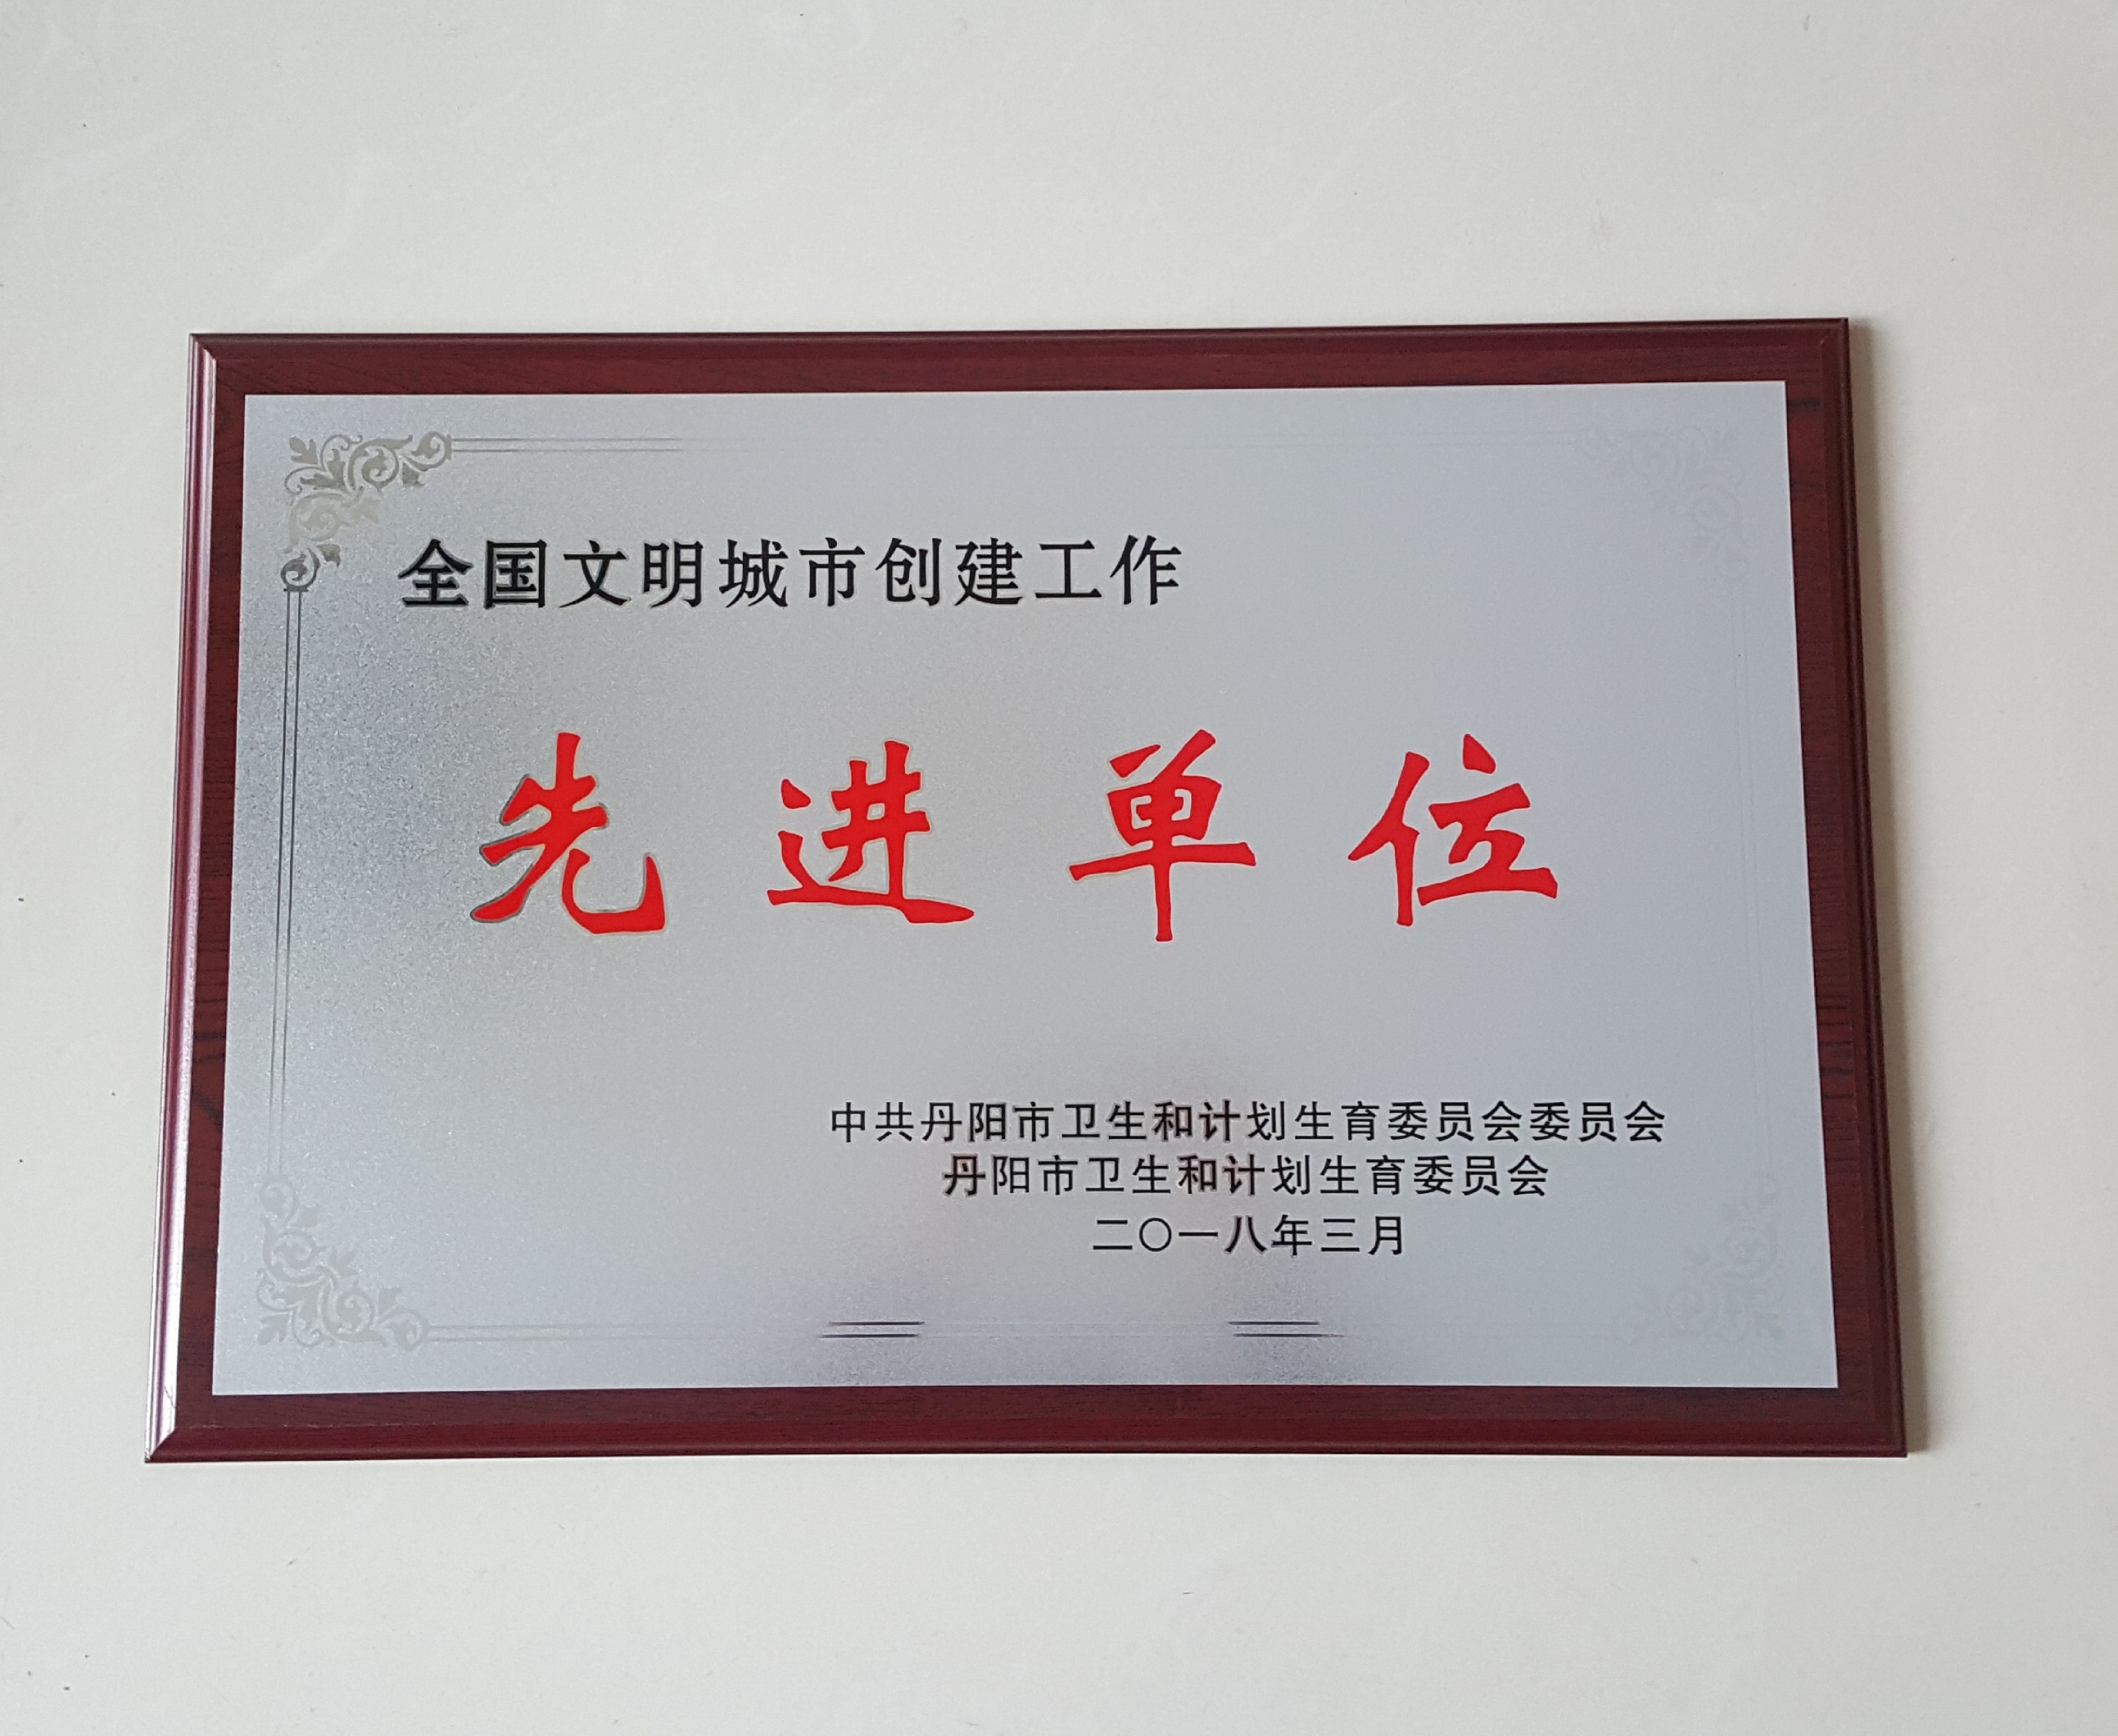 全国文明城市创建工作
先进单位
中共丹阳市卫生和计划生育委员会委员会
丹阳市卫生和计划生育委员会
二〇一八年三月